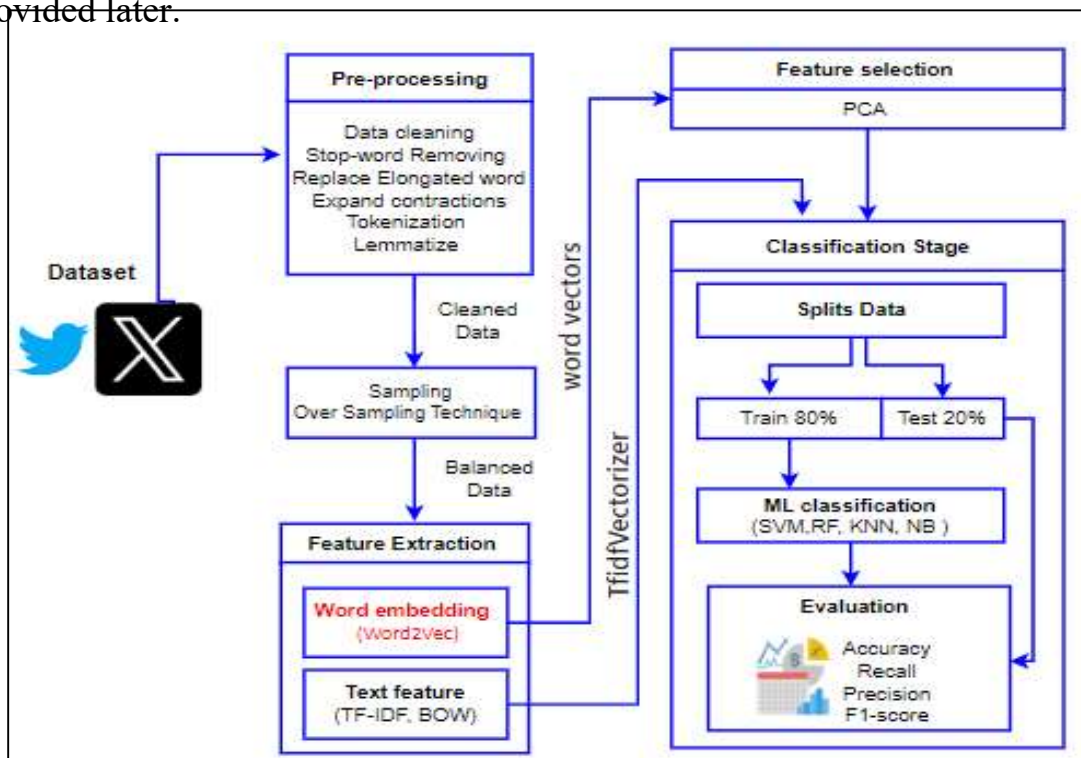 ovided later.
Dataset
Pre-processing
Data cleaning
Stop-word Removing
Replace Elongated word
Expand contractions
Tokenization
Lemmatize
Cleaned
Data
Sampling
Over Sampling Technique
Balanced
Data
Feature Extraction
Word embedding
(Word2Vec)
Text feature
(TF-IDF, BOW)
word vectors
TfidfVectorizer
Feature selection
PCA
Classification Stage
Splits Data
Train 80%
Test 20%
ML classification
(SVM,RF, KNN, NB )
Evaluation
Accuracy
Recall
Precision
F1-score